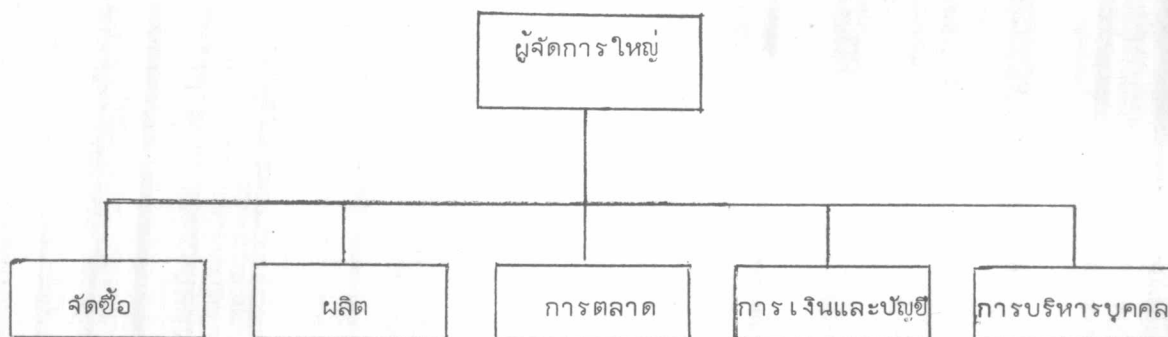 ผู้จัดการใหญ่
จัดซื้อ
ผลิต
การตลาด
การเงินและบัญชี
การบริหารบุคคล